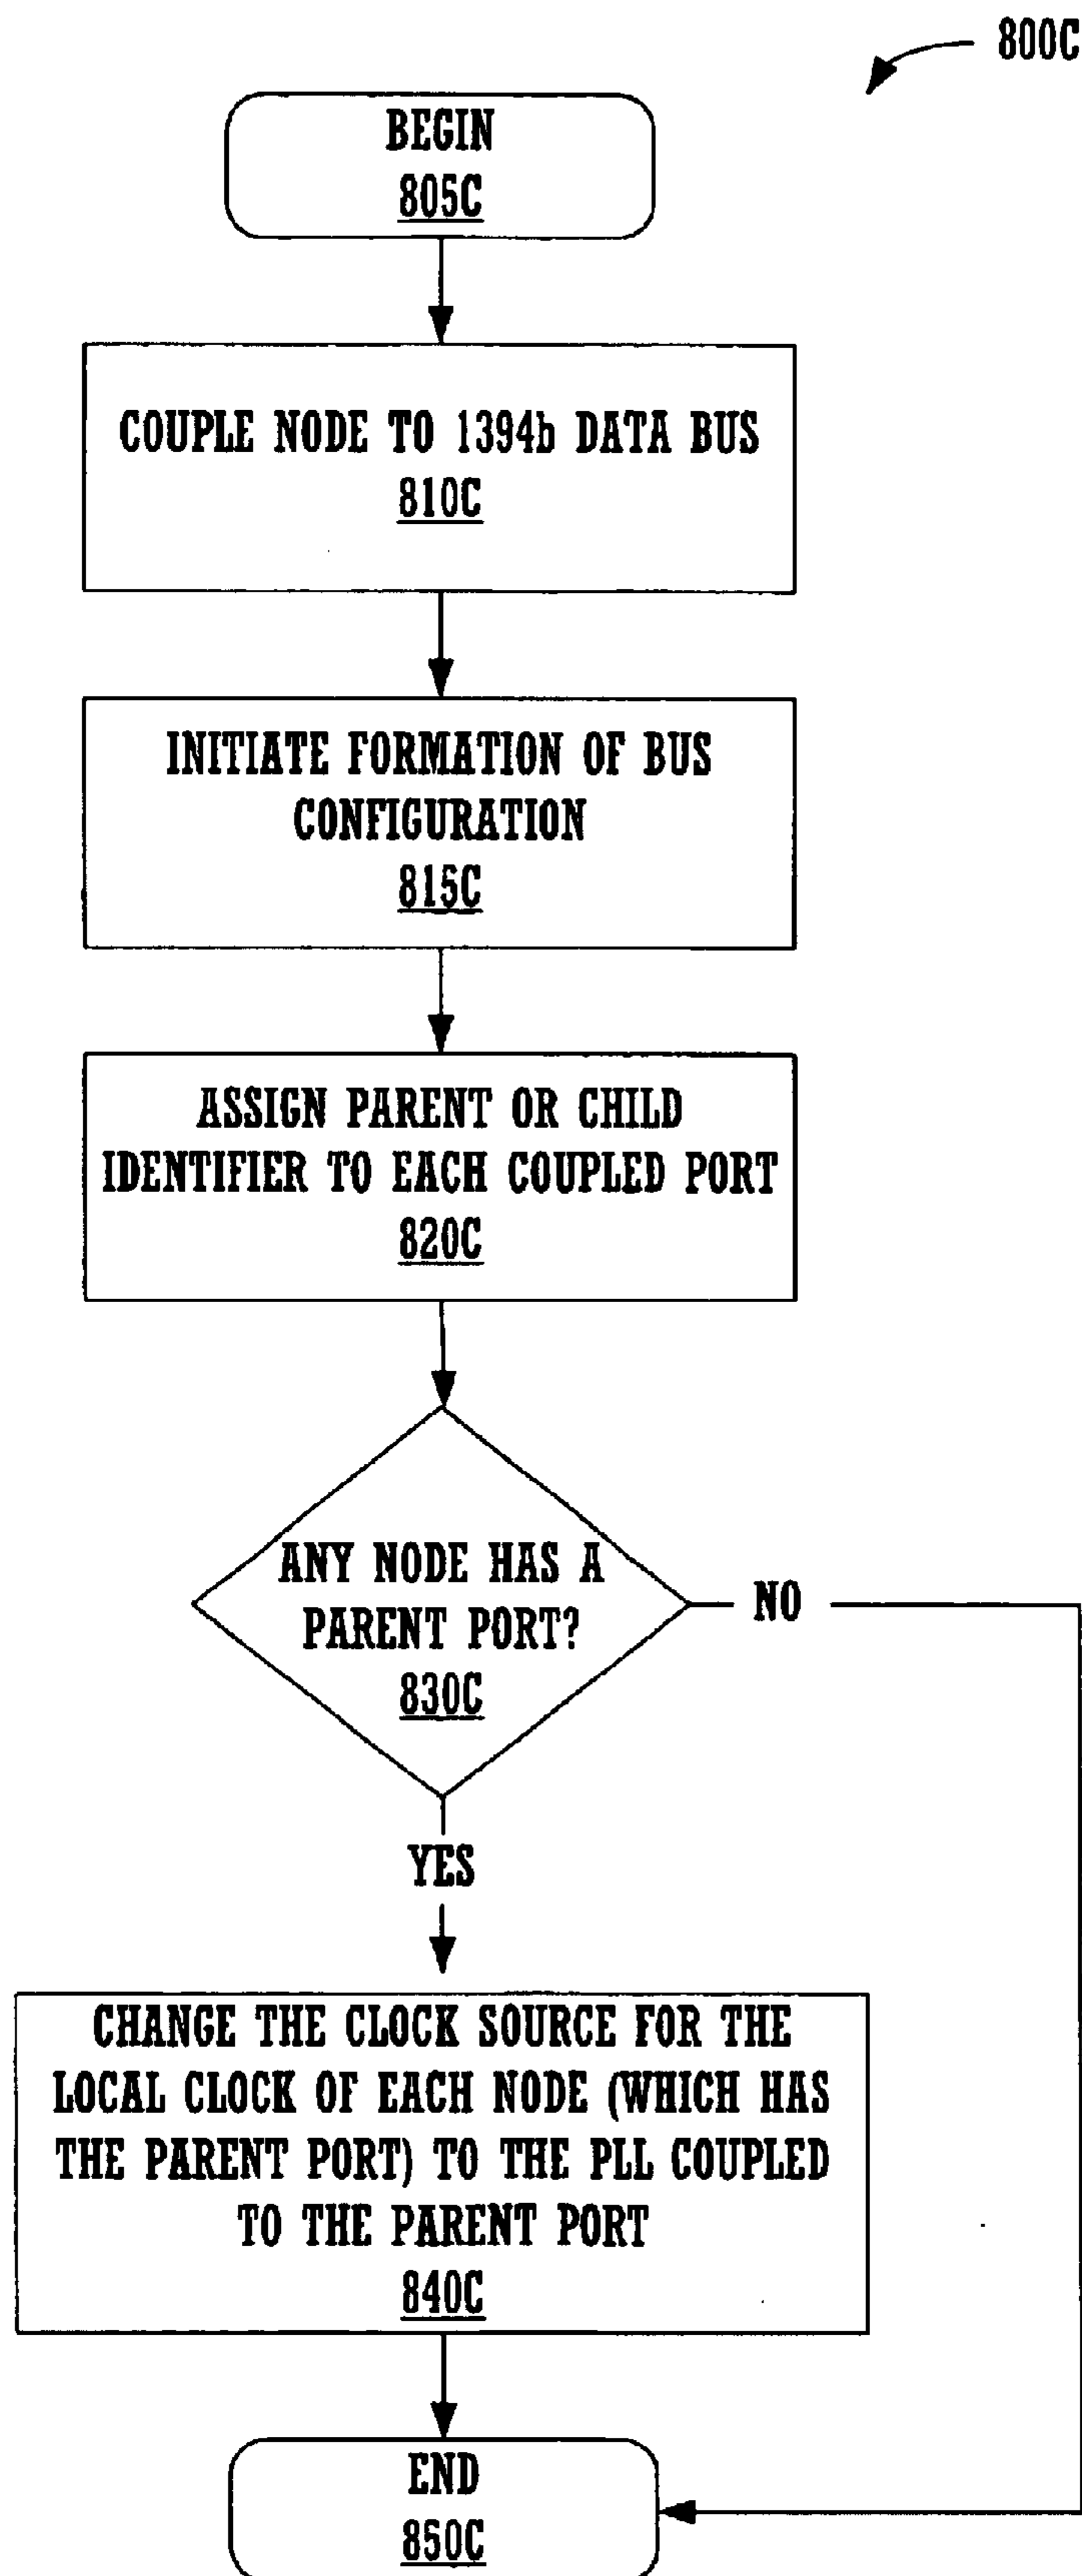 800C
BEGIN
805C
COUPLE NODE TO 1394b DATA BUS
810C
INITIATE FORMATION OF BUS
CONFIGURATION
815C
ASSIGN PARENT OR CHILD
IDENTIFIER TO EACH COUPLED PORT
820C
ANY NODE HAS A
PARENT PORT?
830C
NO
YES
CHANGE THE CLOCK SOURCE FOR THE
LOCAL CLOCK OF EACH NODE (WHICH HAS
THE PARENT PORT) TO THE PLL COUPLED
TO THE PARENT PORT
840C
END
850C